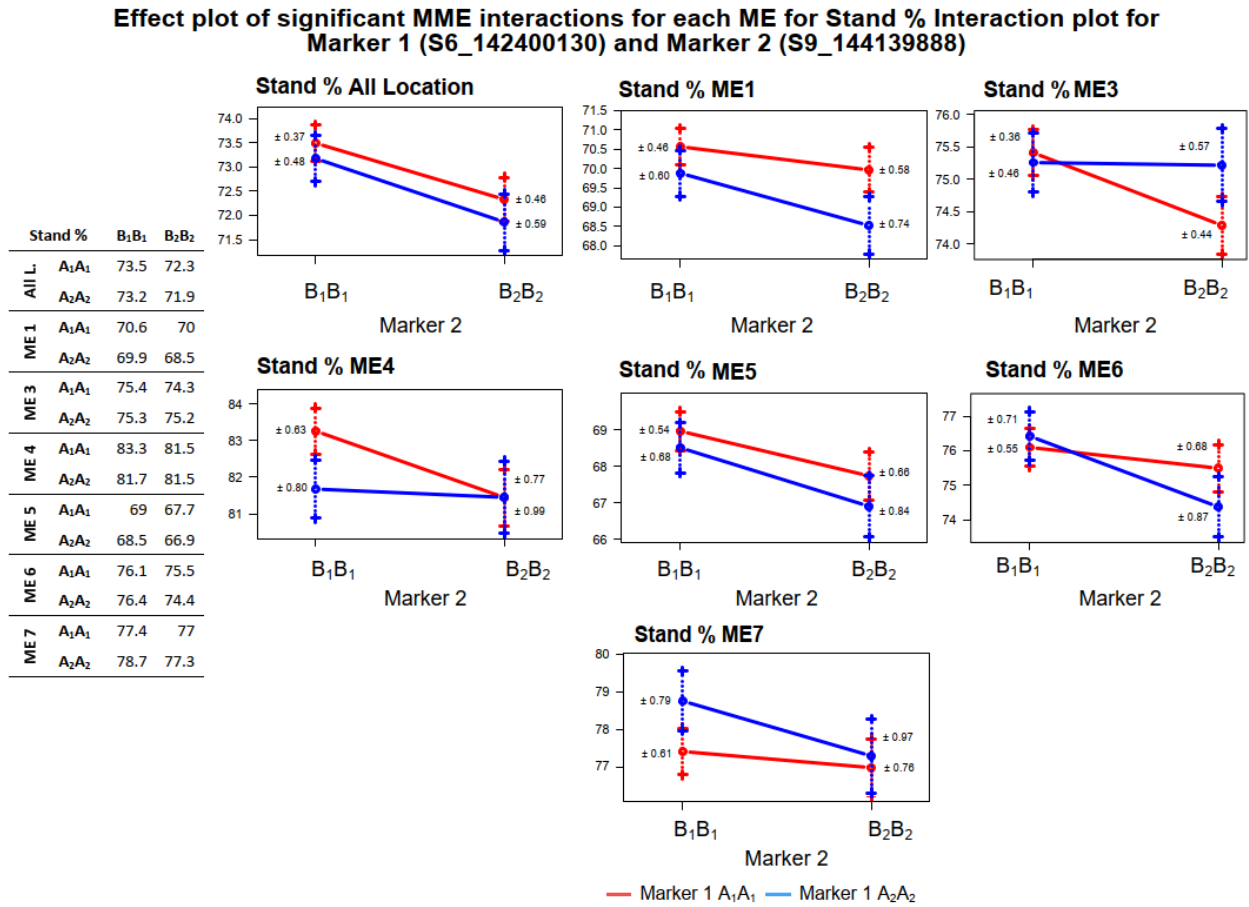 Effect plot of significant MME interactions for each ME for Stand % Interaction plot for
Marker 1 (S6_142400130) and Marker 2 (S9_144139888)
Stand % B₁B₁ B₂B₂
All L. A₁A₁ 73.5 72.3
A₂A₂ 73.2 71.9
ME 1 A₁A₁ 70.6 70
A₂A₂ 69.9 68.5
ME 3 A₁A₁ 75.4 74.3
A₂A₂ 75.3 75.2
ME 4 A₁A₁ 83.3 81.5
A₂A₂ 81.7 81.5
ME 5 A₁A₁ 69 67.7
A₂A₂ 68.5 66.9
ME 6 A₁A₁ 76.1 75.5
A₂A₂ 76.4 74.4
ME 7 A₁A₁ 77.4 77
A₂A₂ 78.7 77.3
Stand % All Location
74.0
73.5
73.0
72.5
72.0
71.5
± 0.37
± 0.48
± 0.46
± 0.59
B₁B₁ B₂B₂
Marker 2
Stand % ME1
71.5
71.0
70.5
70.0
69.5
69.0
68.5
68.0
± 0.46
± 0.60
± 0.58
± 0.74
B₁B₁ B₂B₂
Marker 2
Stand % ME3
76.0
75.5
75.0
74.5
74.0
± 0.36
± 0.46
± 0.57
± 0.44
B₁B₁ B₂B₂
Marker 2
Stand % ME4
84
83
82
81
± 0.63
± 0.80
± 0.77
± 0.99
B₁B₁ B₂B₂
Marker 2
Stand % ME5
69
68
67
66
± 0.54
± 0.68
± 0.66
± 0.84
B₁B₁ B₂B₂
Marker 2
Stand % ME6
77
76
75
74
± 0.71
± 0.55
± 0.68
± 0.87
B₁B₁ B₂B₂
Marker 2
Stand % ME7
80
79
78
77
± 0.79
± 0.61
± 0.97
± 0.76
B₁B₁ B₂B₂
Marker 2
Marker 1 A₁A₁ Marker 1 A₂A₂